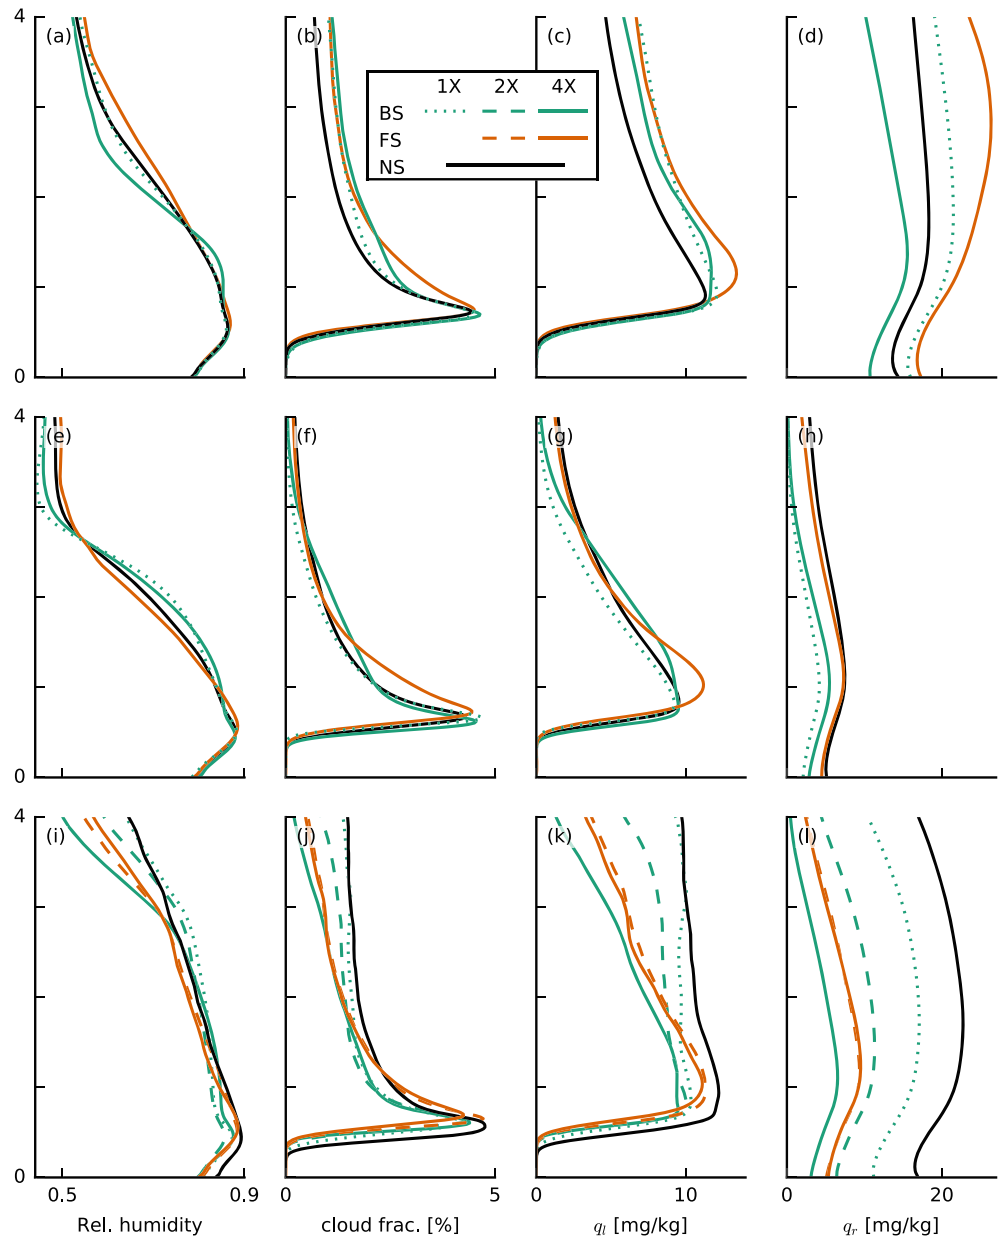 4
(a) (b) (c) (d)
1X 2X 4X
BS
FS
NS
0
4
(e) (f) (g) (h)
0
4
(i) (j) (k) (l)
0
0.5 0.9 0 5 0 10 0 20
Rel. humidity cloud frac. [%] q_l [mg/kg] q_r [mg/kg]